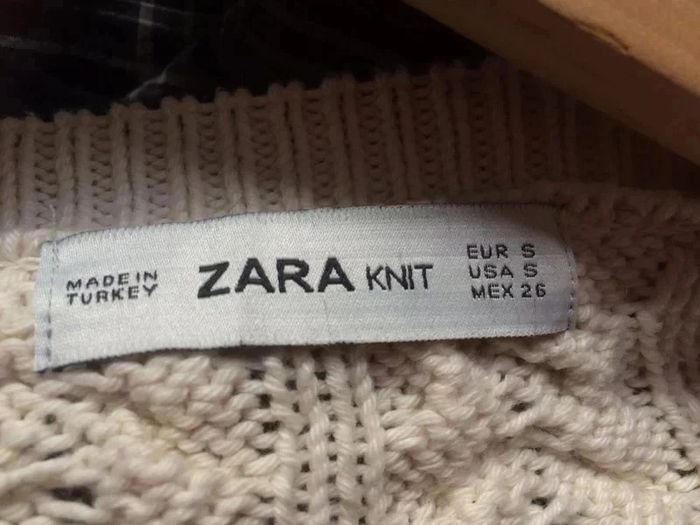 MADE IN
TURKEY
ZARA KNIT
EUR S
USA S
MEX 26